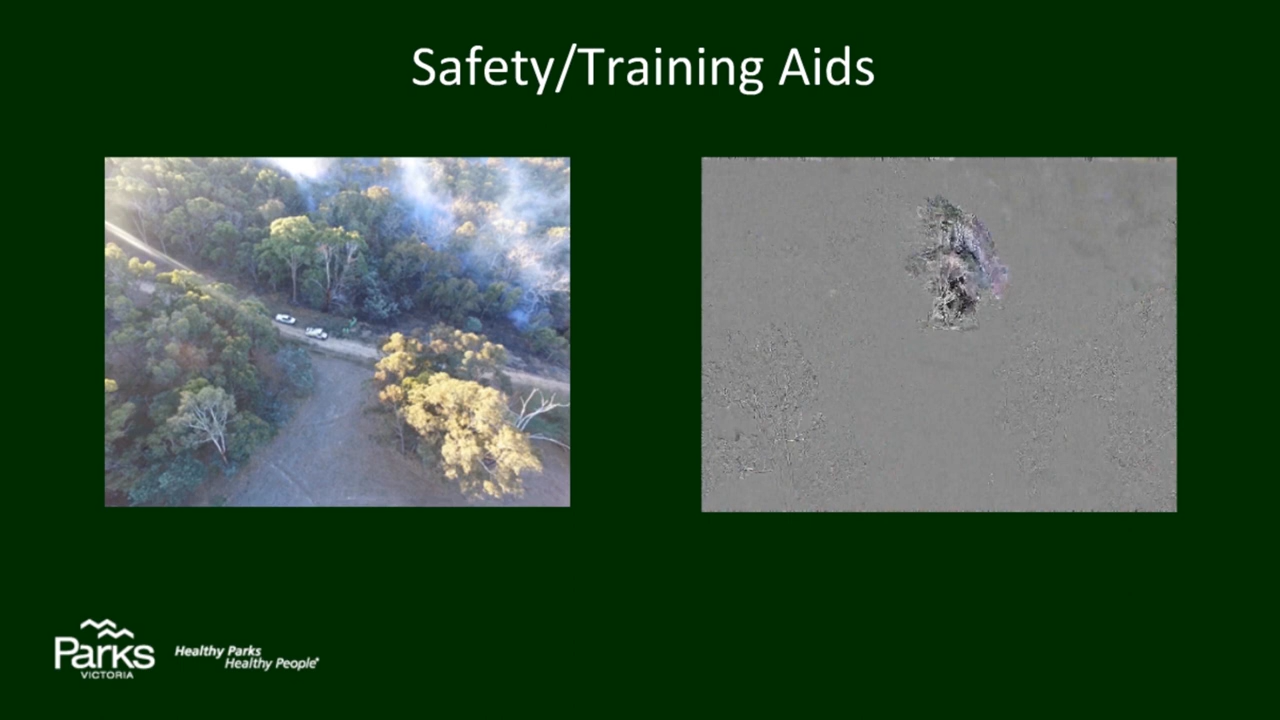 Safety/Training Aids
Parks
VICTORIA
Healthy Parks
Healthy People®